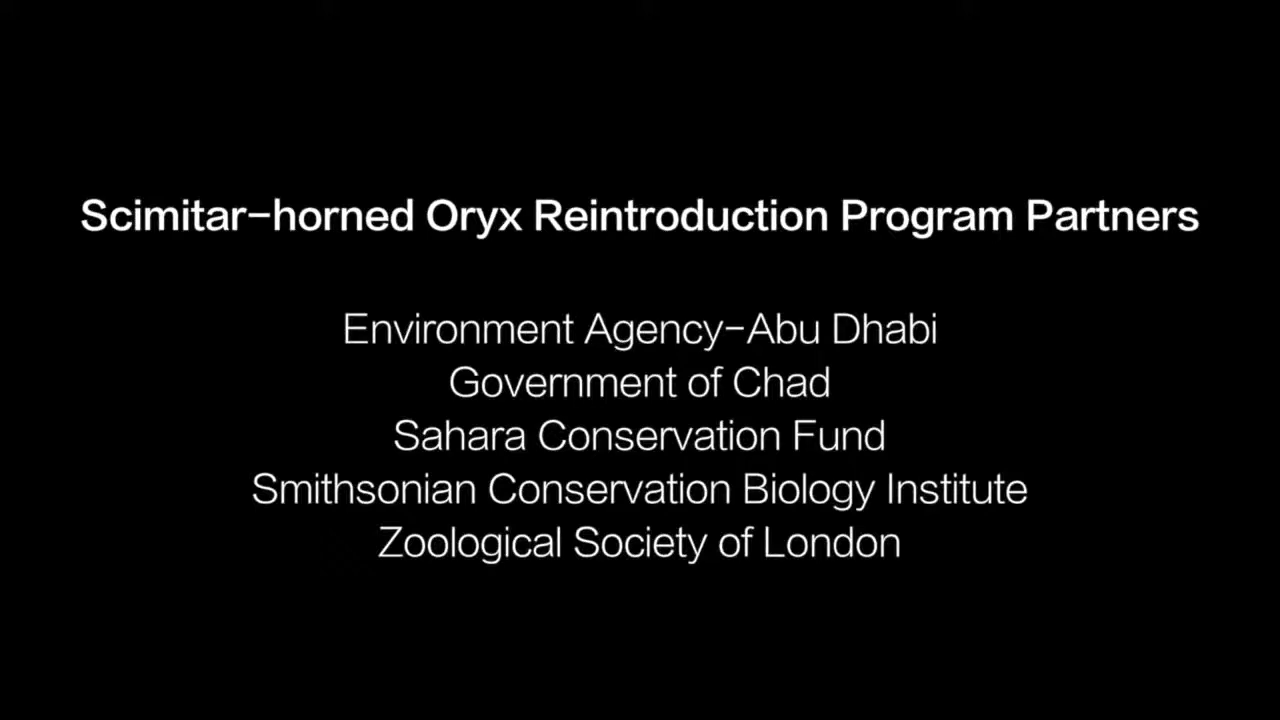 Scimitar-horned Oryx Reintroduction Program Partners
Environment Agency-Abu Dhabi
Government of Chad
Sahara Conservation Fund
Smithsonian Conservation Biology Institute
Zoological Society of London